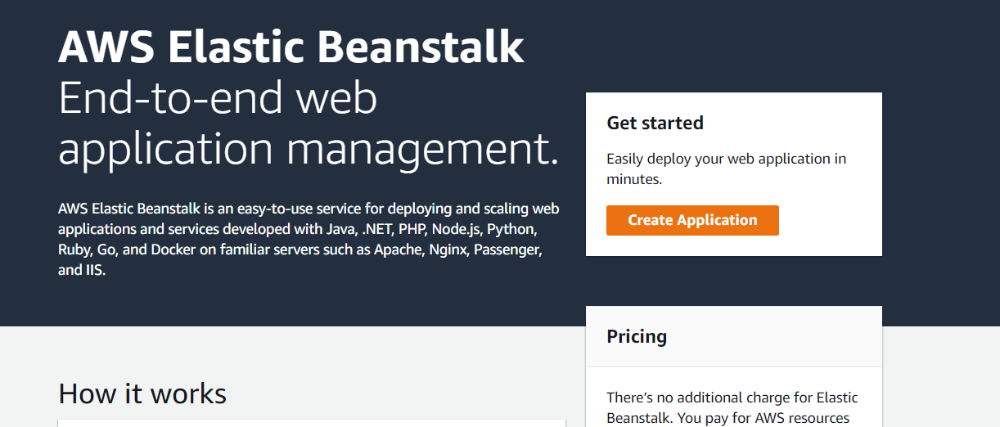 AWS Elastic Beanstalk
End-to-end web
application management.
AWS Elastic Beanstalk is an easy-to-use service for deploying and scaling web
applications and services developed with Java, .NET, PHP, Node.js, Python,
Ruby, Go, and Docker on familiar servers such as Apache, Nginx, Passenger,
and IIS.
Get started
Easily deploy your web application in
minutes.
Create Application
Pricing
There’s no additional charge for Elastic
Beanstalk. You pay for AWS resources
How it works